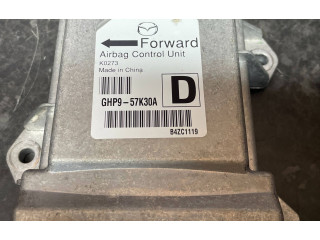 Forward
Airbag Control Unit
K0273
Made in China
GHP9-57K30A
D
B4ZC1119